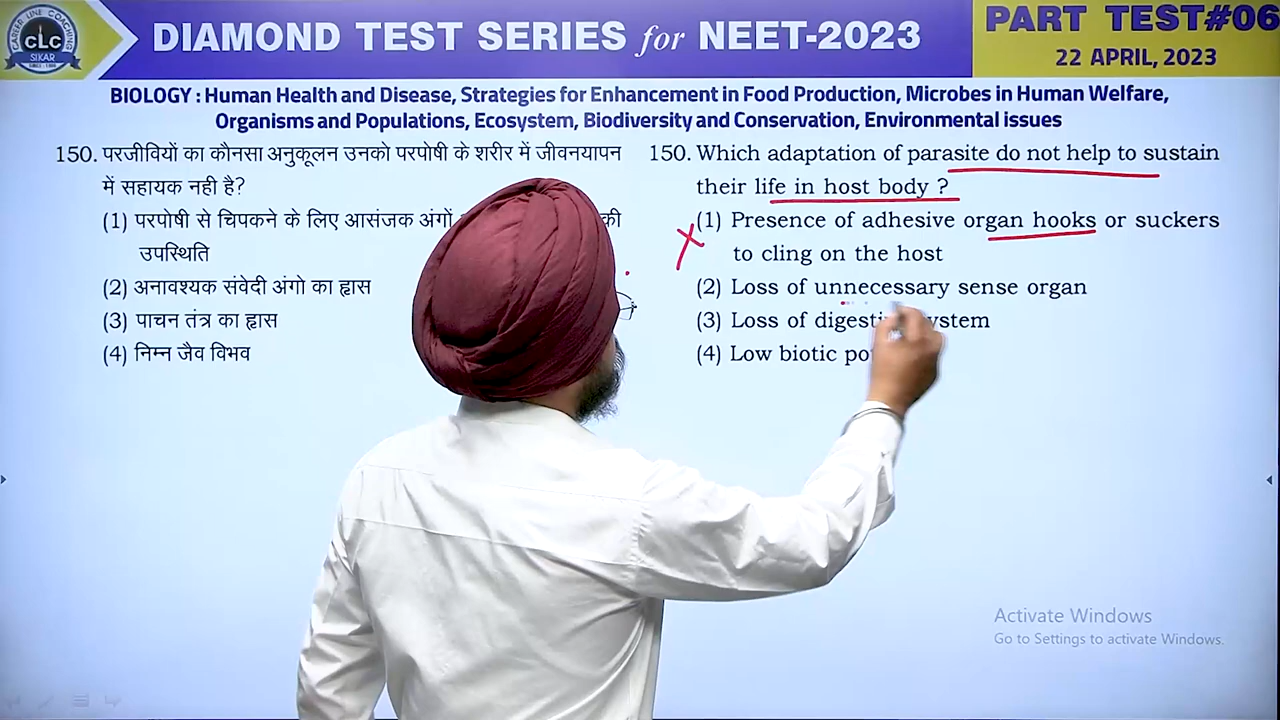 CAREER LINE COACHING
CLC
SIKAR
DIAMOND TEST SERIES for NEET-2023
PART TEST#06
22 APRIL, 2023
BIOLOGY : Human Health and Disease, Strategies for Enhancement in Food Production, Microbes in Human Welfare,
Organisms and Populations, Ecosystem, Biodiversity and Conservation, Environmental issues
150. परजीवियों का कौनसा अनुकूलन उनको परपोषी के शरीर में जीवनयापन
में सहायक नही है?
(1) परपोषी से चिपकने के लिए आसंजक अंगों की
उपस्थिति
(2) अनावश्यक संवेदी अंगो का ह्रास
(3) पाचन तंत्र का ह्रास
(4) निम्न जैव विभव
150. Which adaptation of parasite do not help to sustain
their life in host body ?
(1) Presence of adhesive organ hooks or suckers
to cling on the host
(2) Loss of unnecessary sense organ
(3) Loss of
(4) Low biotic
Activate Windows
Go to Settings to activate Windows.